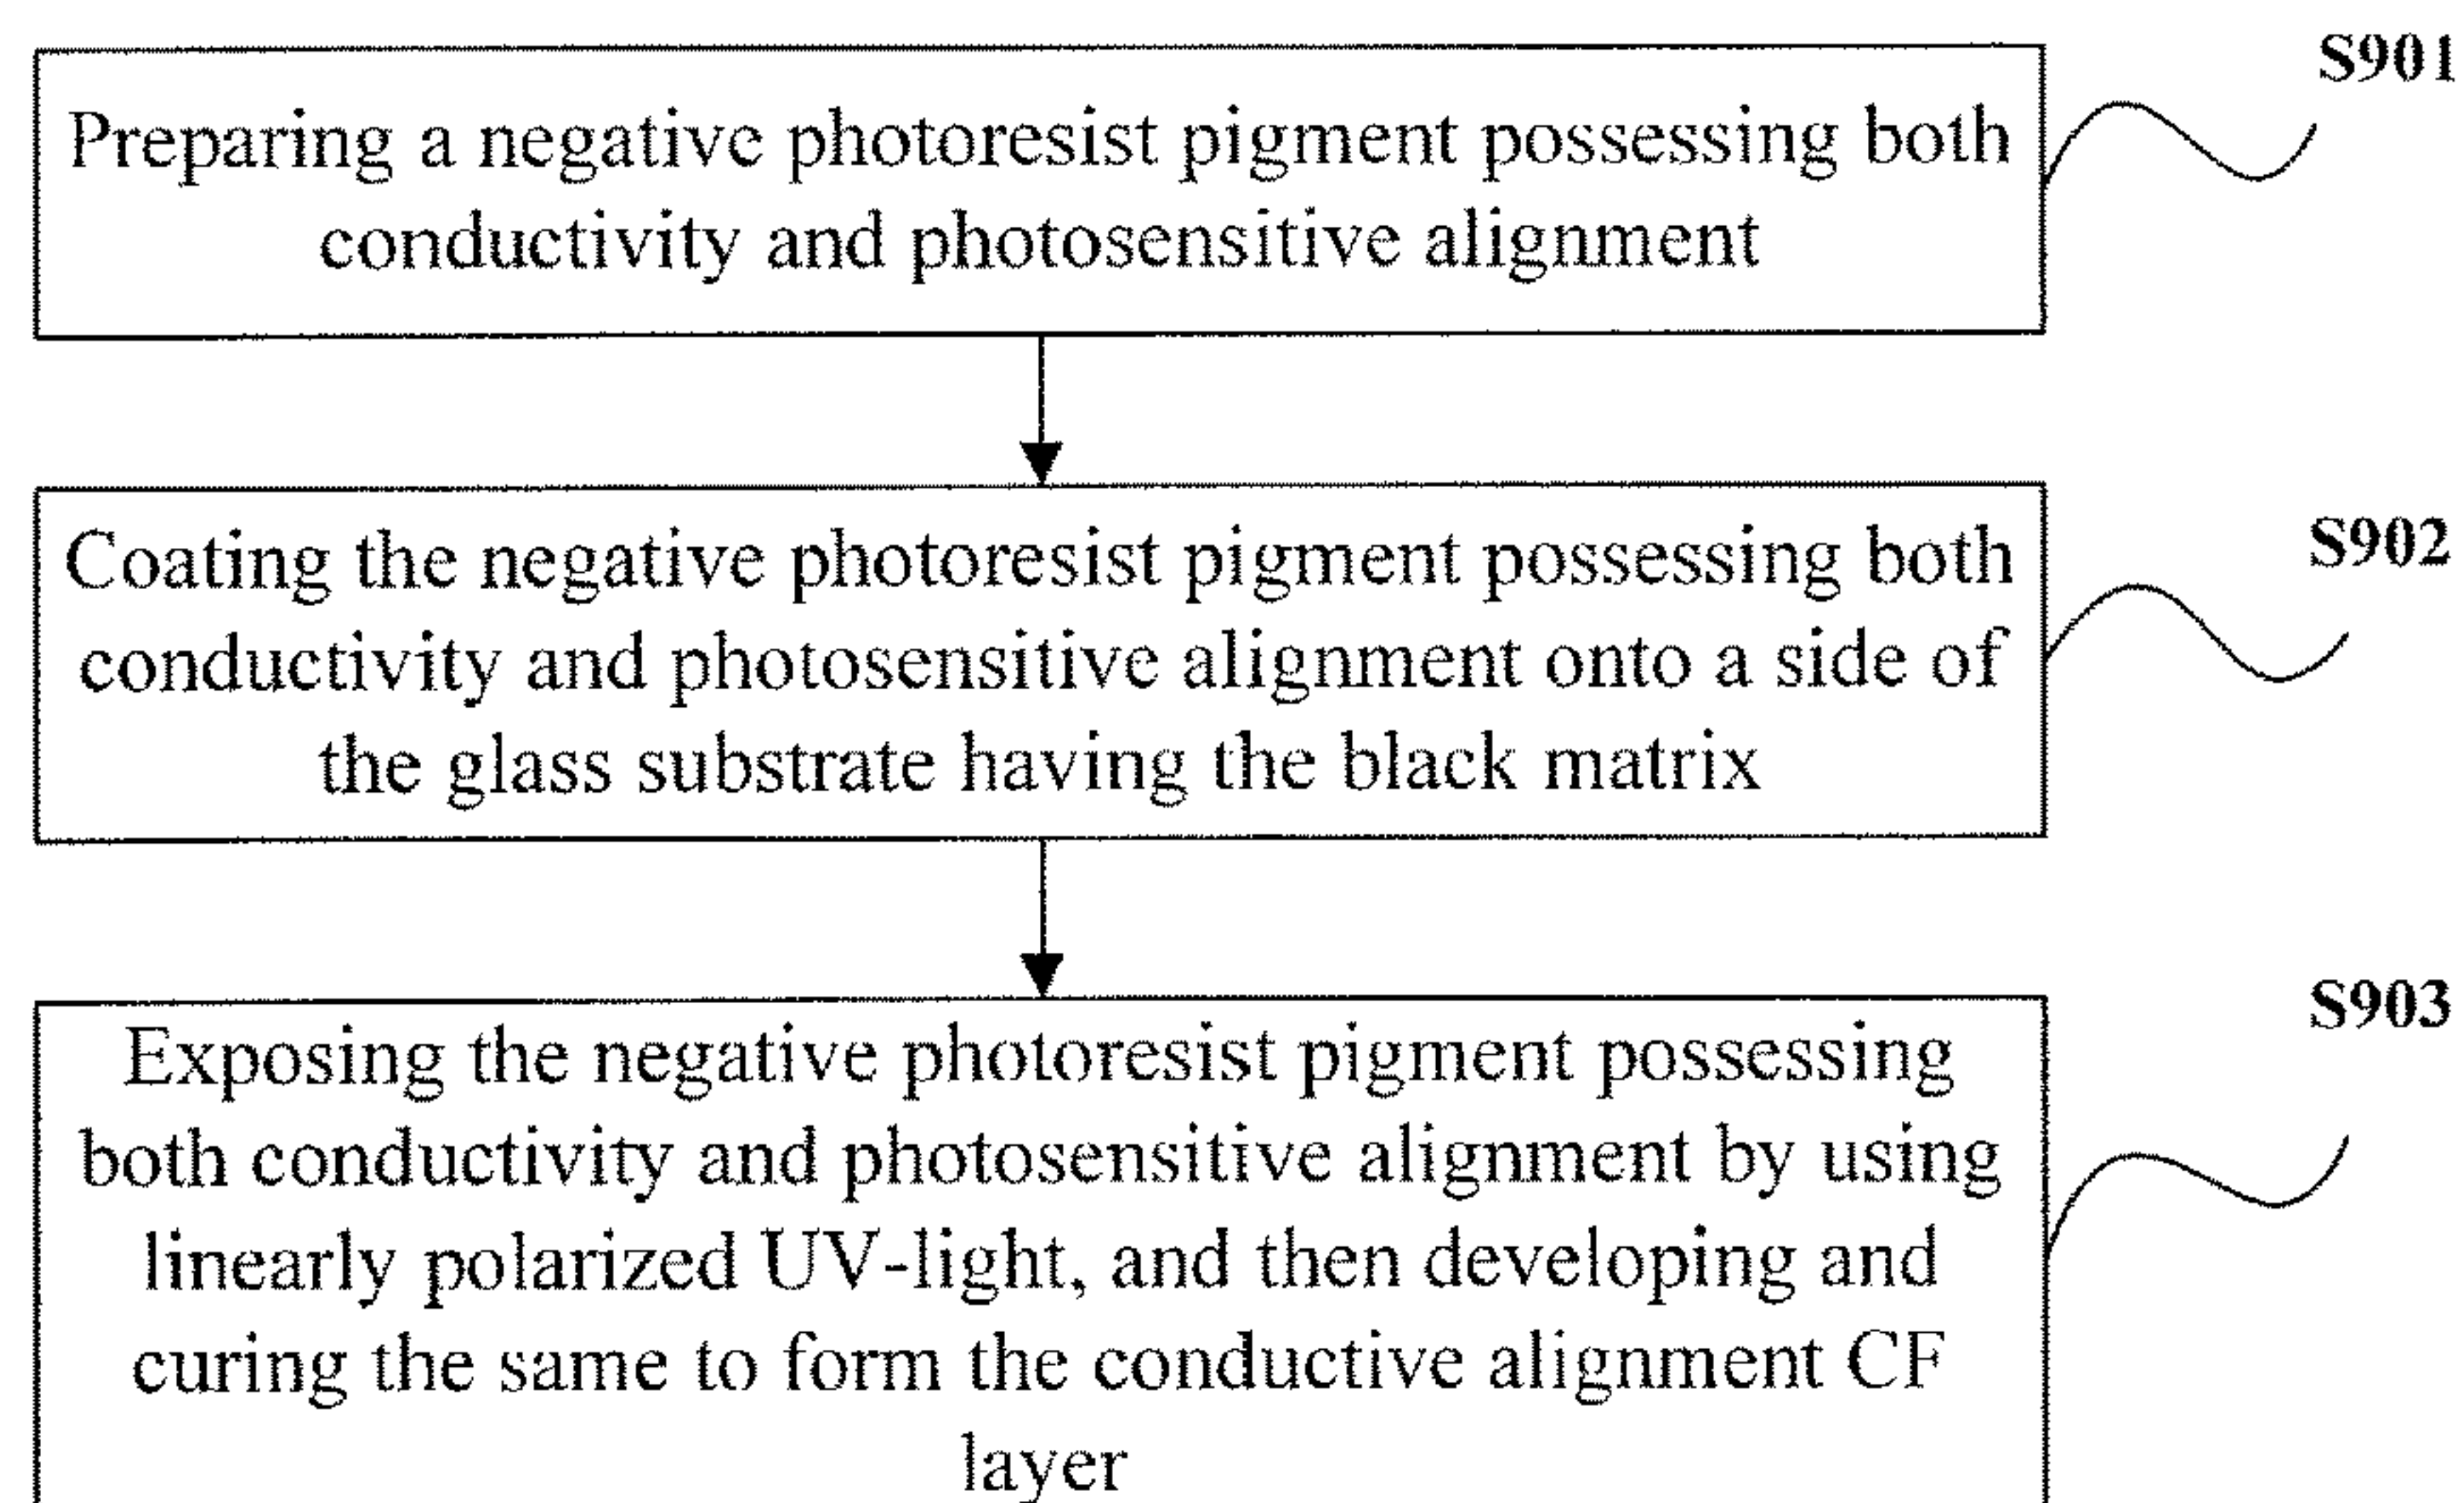 S901
Preparing a negative photoresist pigment possessing both
conductivity and photosensitive alignment
S902
Coating the negative photoresist pigment possessing both
conductivity and photosensitive alignment onto a side of
the glass substrate having the black matrix
S903
Exposing the negative photoresist pigment possessing
both conductivity and photosensitive alignment by using
linearly polarized UV-light, and then developing and
curing the same to form the conductive alignment CF
layer